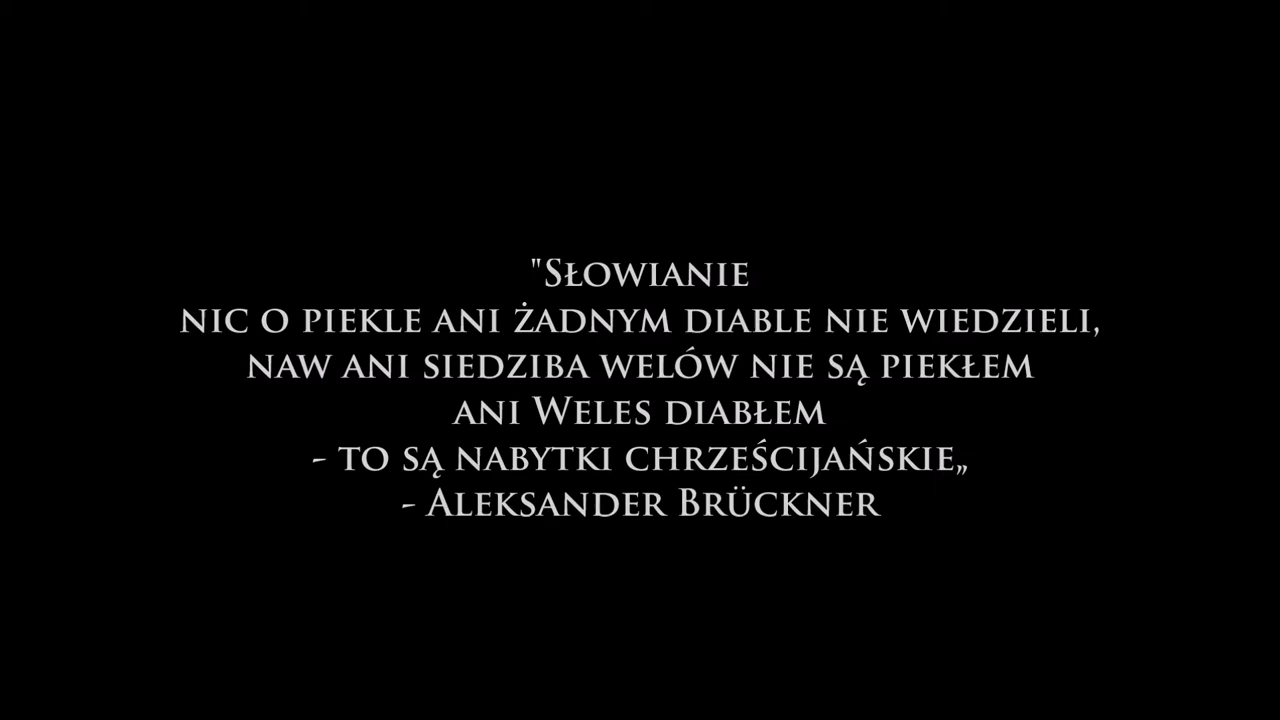 "Słowianie
nic o piekle ani żadnym diable nie wiedzieli,
naw ani siedziba welów nie są piekłem
ani Weles diabłem
- to są nabytki chrześcijańskie„
- Aleksander Brückner